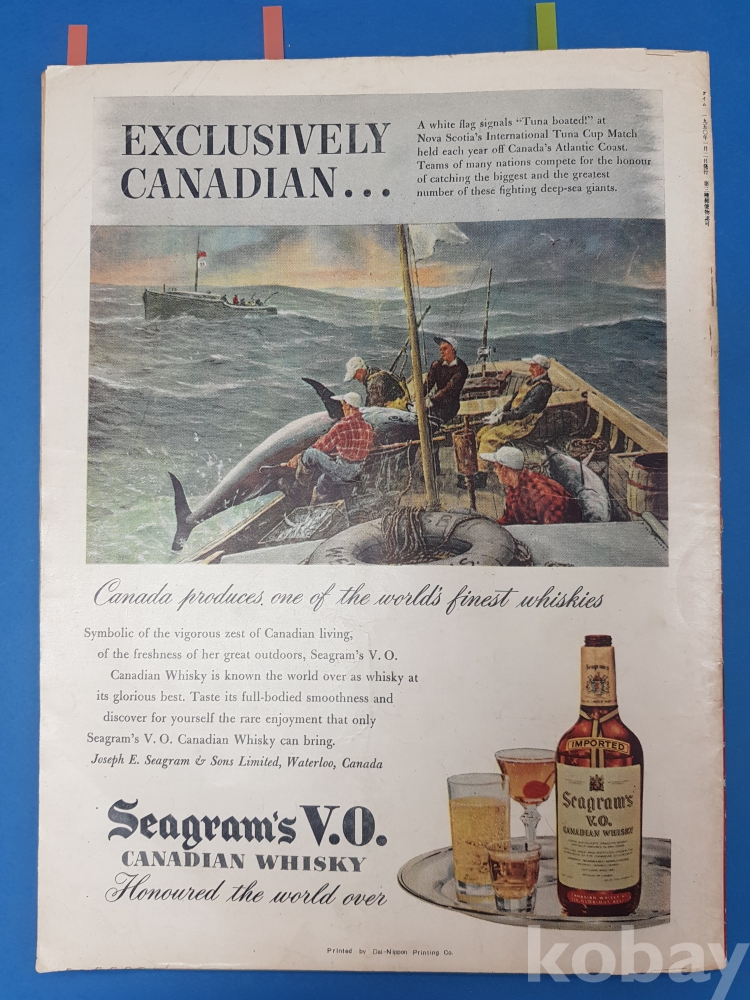 EXCLUSIVELY
CANADIAN...
A white flag signals "Tuna boated!" at
Nova Scotia's International Tuna Cup Match
held each year off Canada's Atlantic Coast.
Teams of many nations compete for the honour
of catching the biggest and the greatest
number of these fighting deep-sea giants.
Canada produces one of the world's finest whiskies
Symbolic of the vigorous zest of Canadian living,
of the freshness of her great outdoors, Seagram's V. O.
Canadian Whisky is known the world over as whisky at
its glorious best. Taste its full-bodied smoothness and
discover for yourself the rare enjoyment that only
Seagram's V. O. Canadian Whisky can bring.
Joseph E. Seagram & Sons Limited, Waterloo, Canada
Seagram's V.O.
CANADIAN WHISKY
Honoured the world over
Seagram's
IMPORTED
Seagram's
V.O.
CANADIAN WHISKY
Printed by Dai-Nippon Printing Co.
kobay